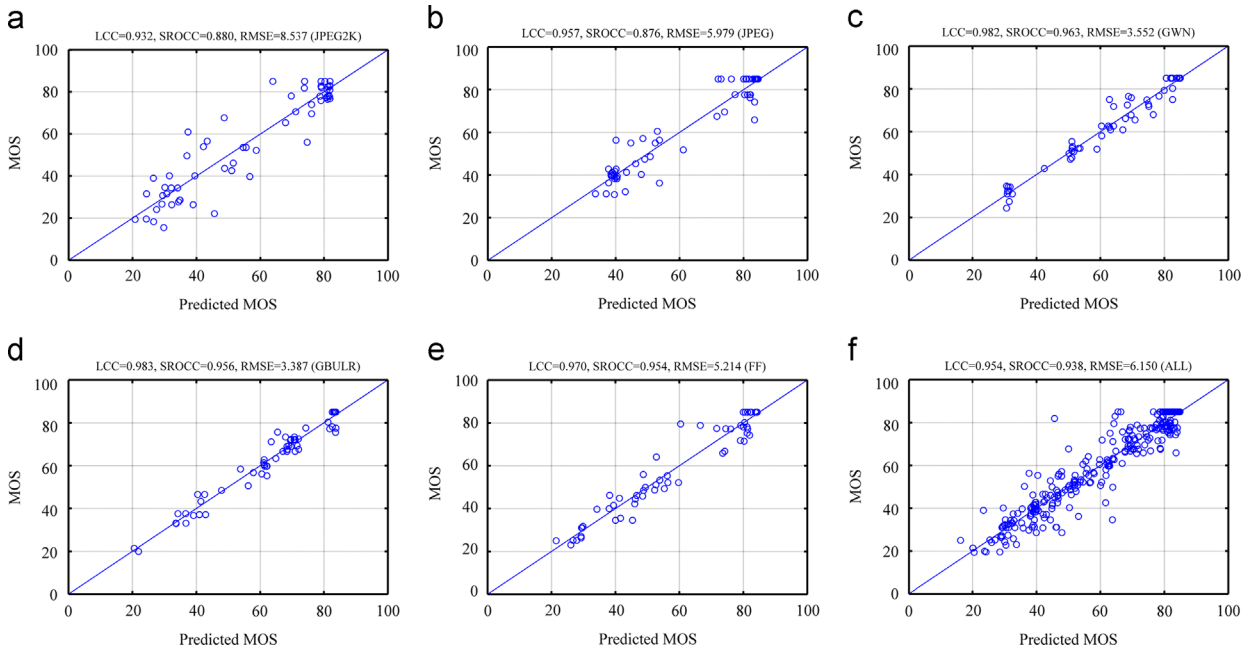 a
LCC=0.932, SROCC=0.880, RMSE=8.537 (JPEG2K)
100
80
60
40
20
0
MOS
0 20 40 60 80 100
Predicted MOS
b
LCC=0.957, SROCC=0.876, RMSE=5.979 (JPEG)
100
80
60
40
20
0
MOS
0 20 40 60 80 100
Predicted MOS
c
LCC=0.982, SROCC=0.963, RMSE=3.552 (GWN)
100
80
60
40
20
0
MOS
0 20 40 60 80 100
Predicted MOS
d
LCC=0.983, SROCC=0.956, RMSE=3.387 (GBULR)
100
80
60
40
20
0
MOS
0 20 40 60 80 100
Predicted MOS
e
LCC=0.970, SROCC=0.954, RMSE=5.214 (FF)
100
80
60
40
20
0
MOS
0 20 40 60 80 100
Predicted MOS
f
LCC=0.954, SROCC=0.938, RMSE=6.150 (ALL)
100
80
60
40
20
0
MOS
0 20 40 60 80 100
Predicted MOS